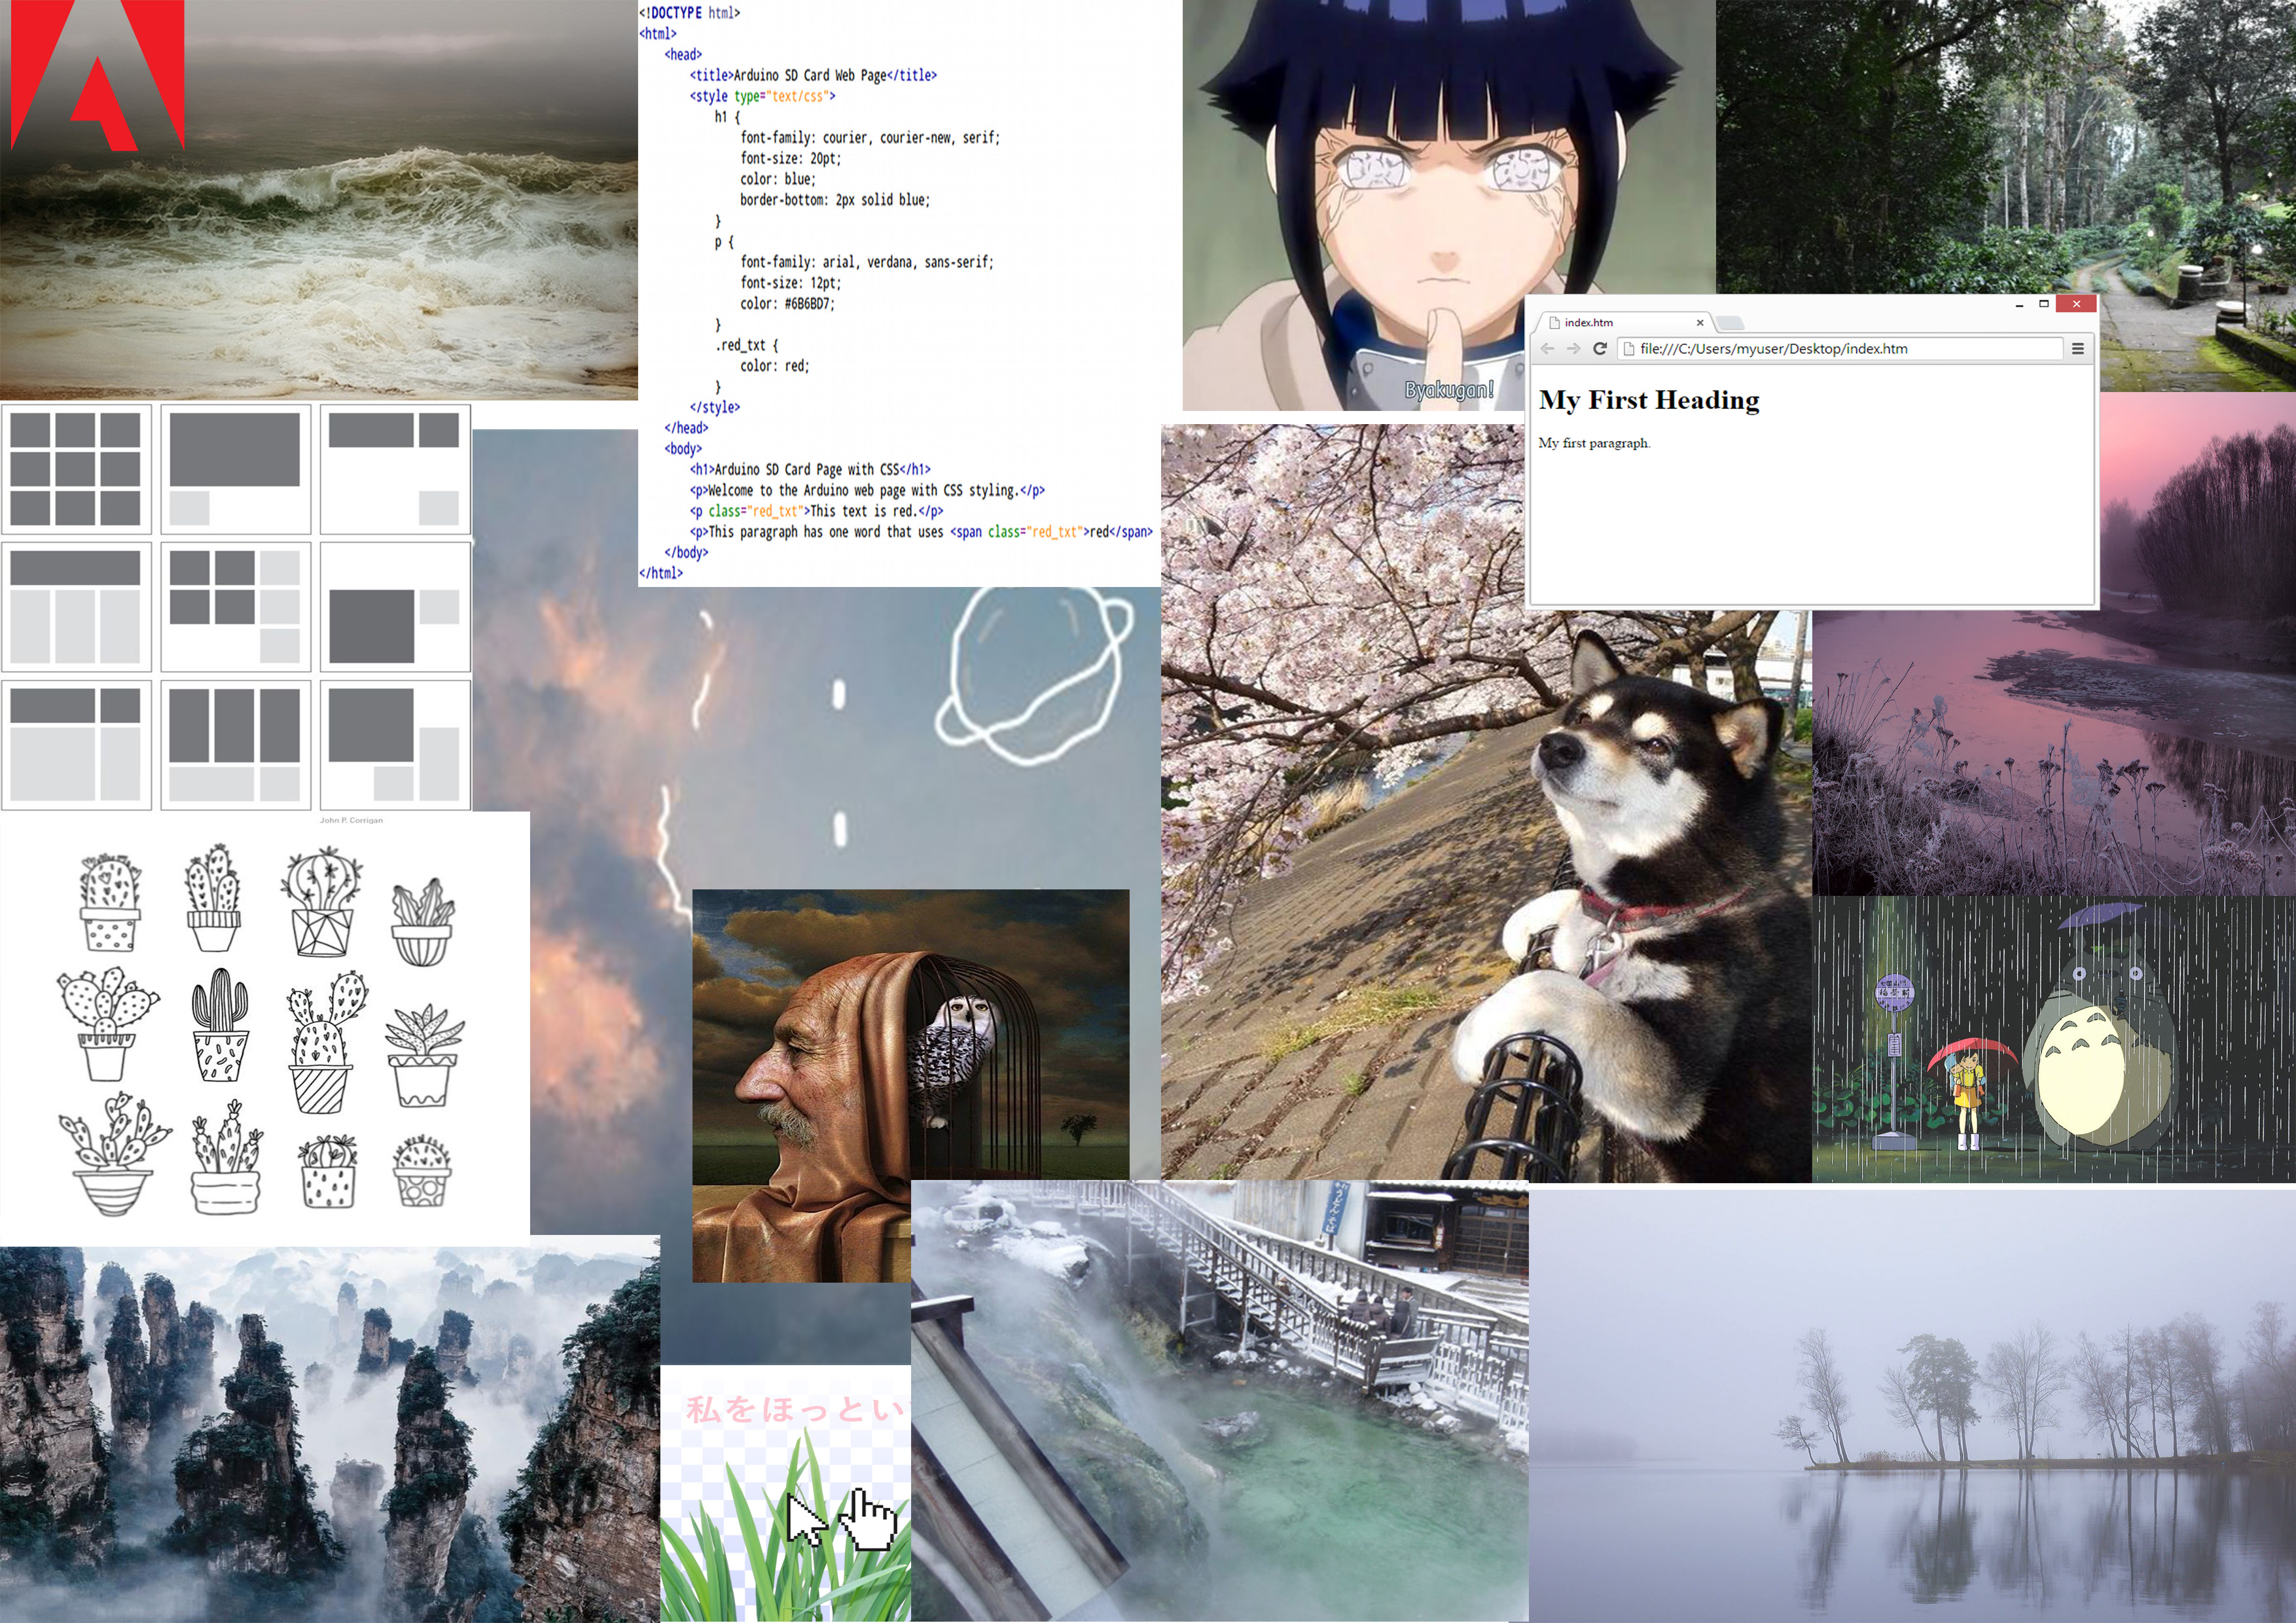 <!DOCTYPE html>
<html>
<head>
<title>Arduino SD Card Web Page</title>
<style type="text/css">
h1 {
font-family: courier, courier-new, serif;
font-size: 20pt;
color: blue;
border-bottom: 2px solid blue;
}
p {
font-family: arial, verdana, sans-serif;
font-size: 12pt;
color: #6B6BD7;
}
.red_txt {
color: red;
}
</style>
</head>
<body>
<h1>Arduino SD Card Page with CSS</h1>
<p>Welcome to the Arduino web page with CSS styling.</p>
<p class="red_txt">This text is red.</p>
<p>This paragraph has one word that uses <span class="red_txt">red</span>
</body>
</html>
Byakugan!
index.htm
file:///C:/Users/myuser/Desktop/index.htm
My First Heading
My first paragraph.
John P. Corrigan
うどん・そば
私をほっとい